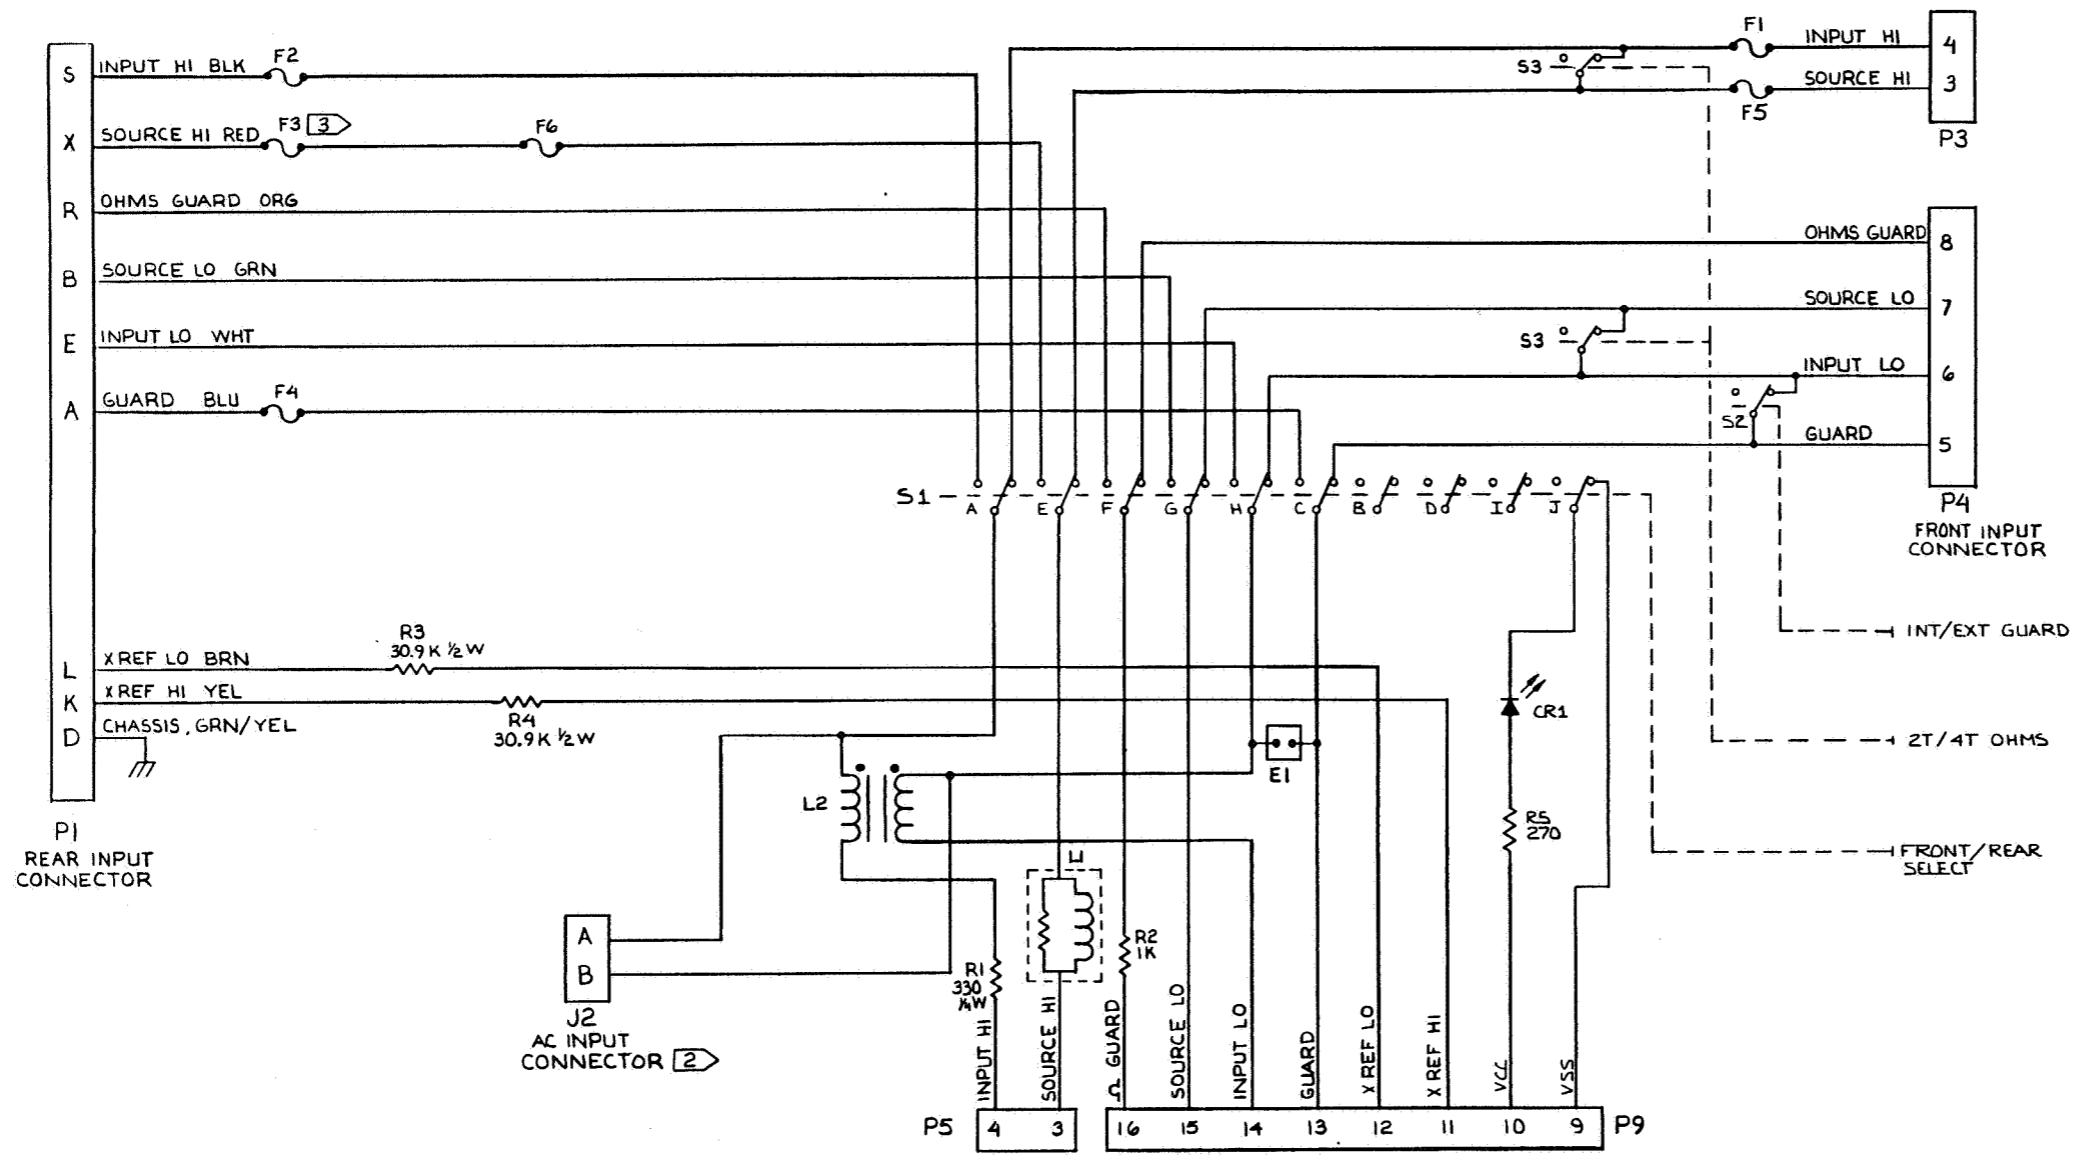 F1
INPUT HI
4
S3
SOURCE HI
3
F5
P3
S
INPUT HI BLK
F2
X
SOURCE HI RED
F3
3
F6
R
OHMS GUARD ORG
B
SOURCE LO GRN
E
INPUT LO WHT
A
GUARD BLU
F4
OHMS GUARD
8
SOURCE LO
7
S3
INPUT LO
6
S2
GUARD
5
P4
FRONT INPUT
CONNECTOR
S1
A
E
F
G
H
C
B
D
I
J
INT/EXT GUARD
L
XREF LO BRN
R3
30.9K ½W
K
XREF HI YEL
R4
30.9K ½W
D
CHASSIS, GRN/YEL
P1
REAR INPUT
CONNECTOR
CR1
2T/4T OHMS
E1
L2
R5
270
FRONT/REAR
SELECT
L1
A
B
J2
AC INPUT
CONNECTOR
2
R1
330
¼W
R2
1K
INPUT HI
SOURCE HI
Ω GUARD
SOURCE LO
INPUT LO
GUARD
X REF LO
X REF HI
VCC
VSS
P5
4
3
16
15
14
13
12
11
10
9
P9